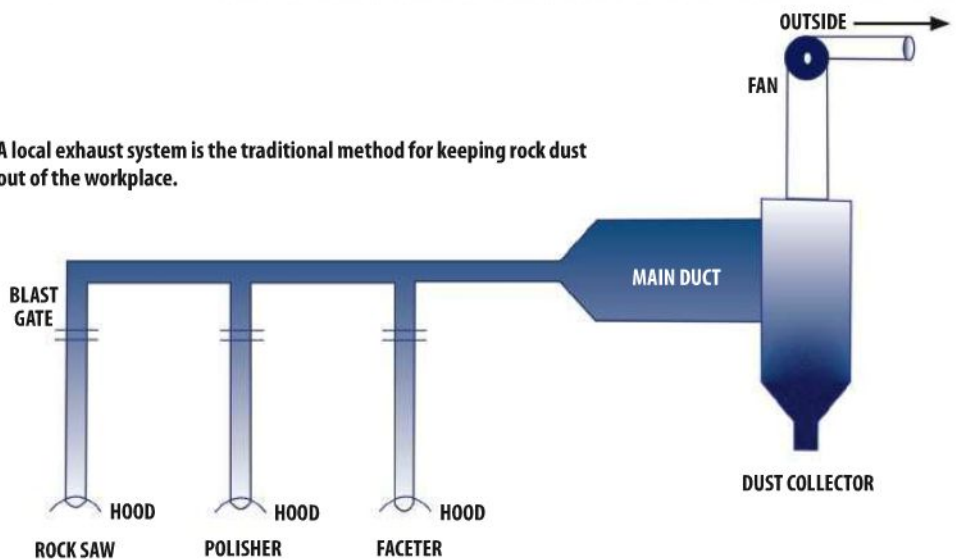 OUTSIDE
FAN
A local exhaust system is the traditional method for keeping rock dust
out of the workplace.
MAIN DUCT
BLAST
GATE
DUST COLLECTOR
HOOD
HOOD
HOOD
ROCK SAW
POLISHER
FACETER